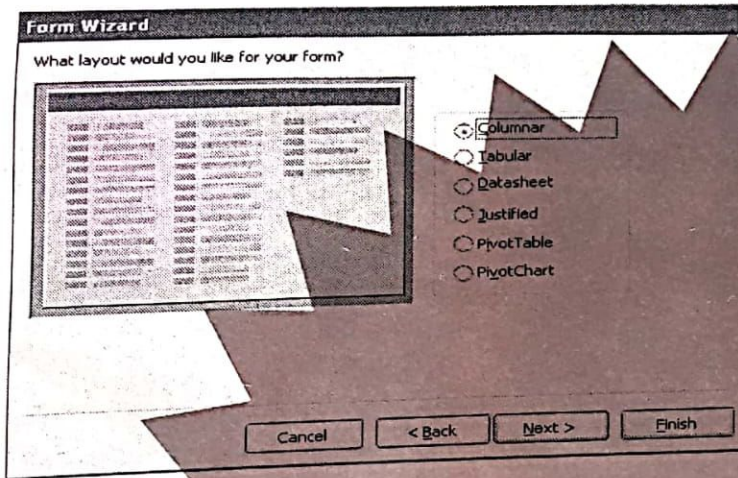 Form Wizard
What layout would you like for your form?
Columnar
Tabular
Datasheet
Justified
PivotTable
PivotChart
Cancel
< Back
Next >
Finish